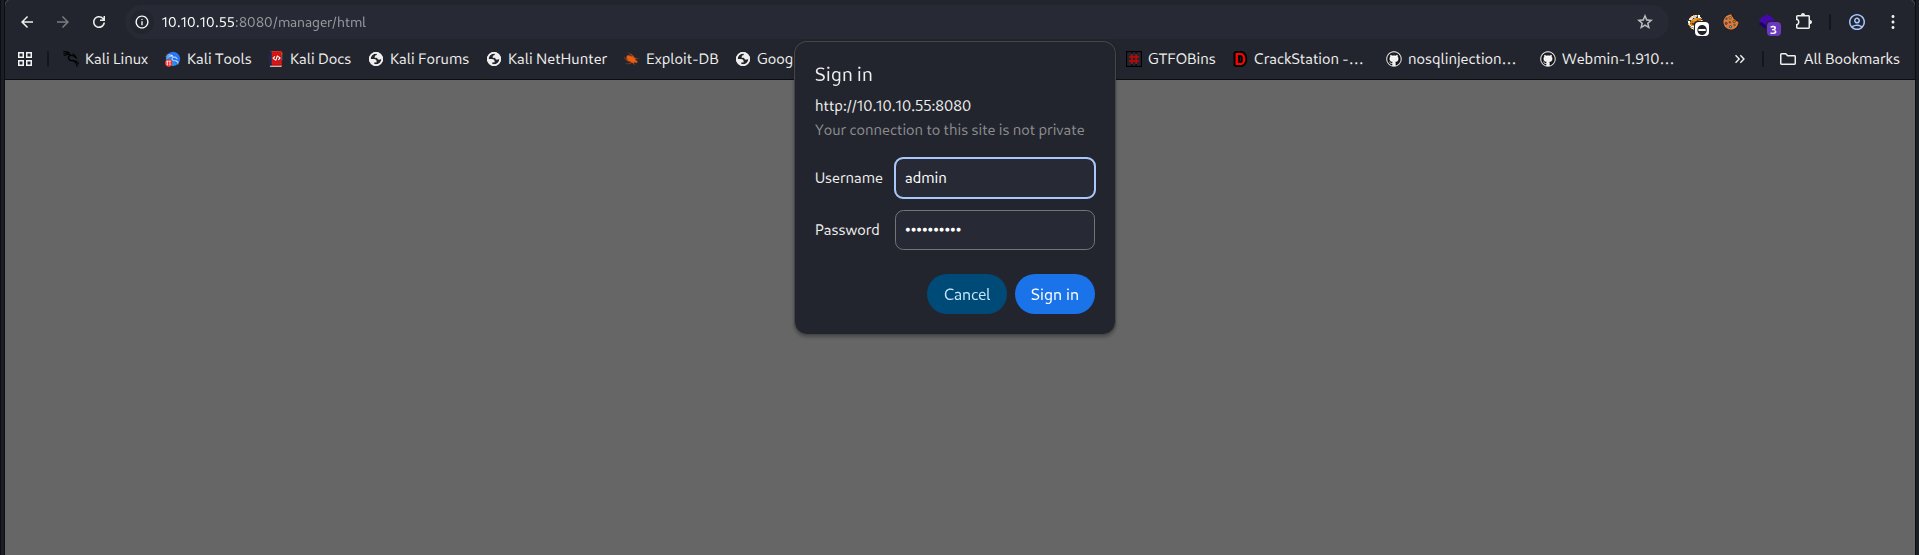 10.10.10.55:8080/manager/html
3
Kali Linux Kali Tools Kali Docs Kali Forums Kali NetHunter Exploit-DB Goog GTFOBins CrackStation -... nosqlinjection... Webmin-1.910... » All Bookmarks
Sign in
http://10.10.10.55:8080
Your connection to this site is not private
Username admin
Password ••••••••••
Cancel Sign in